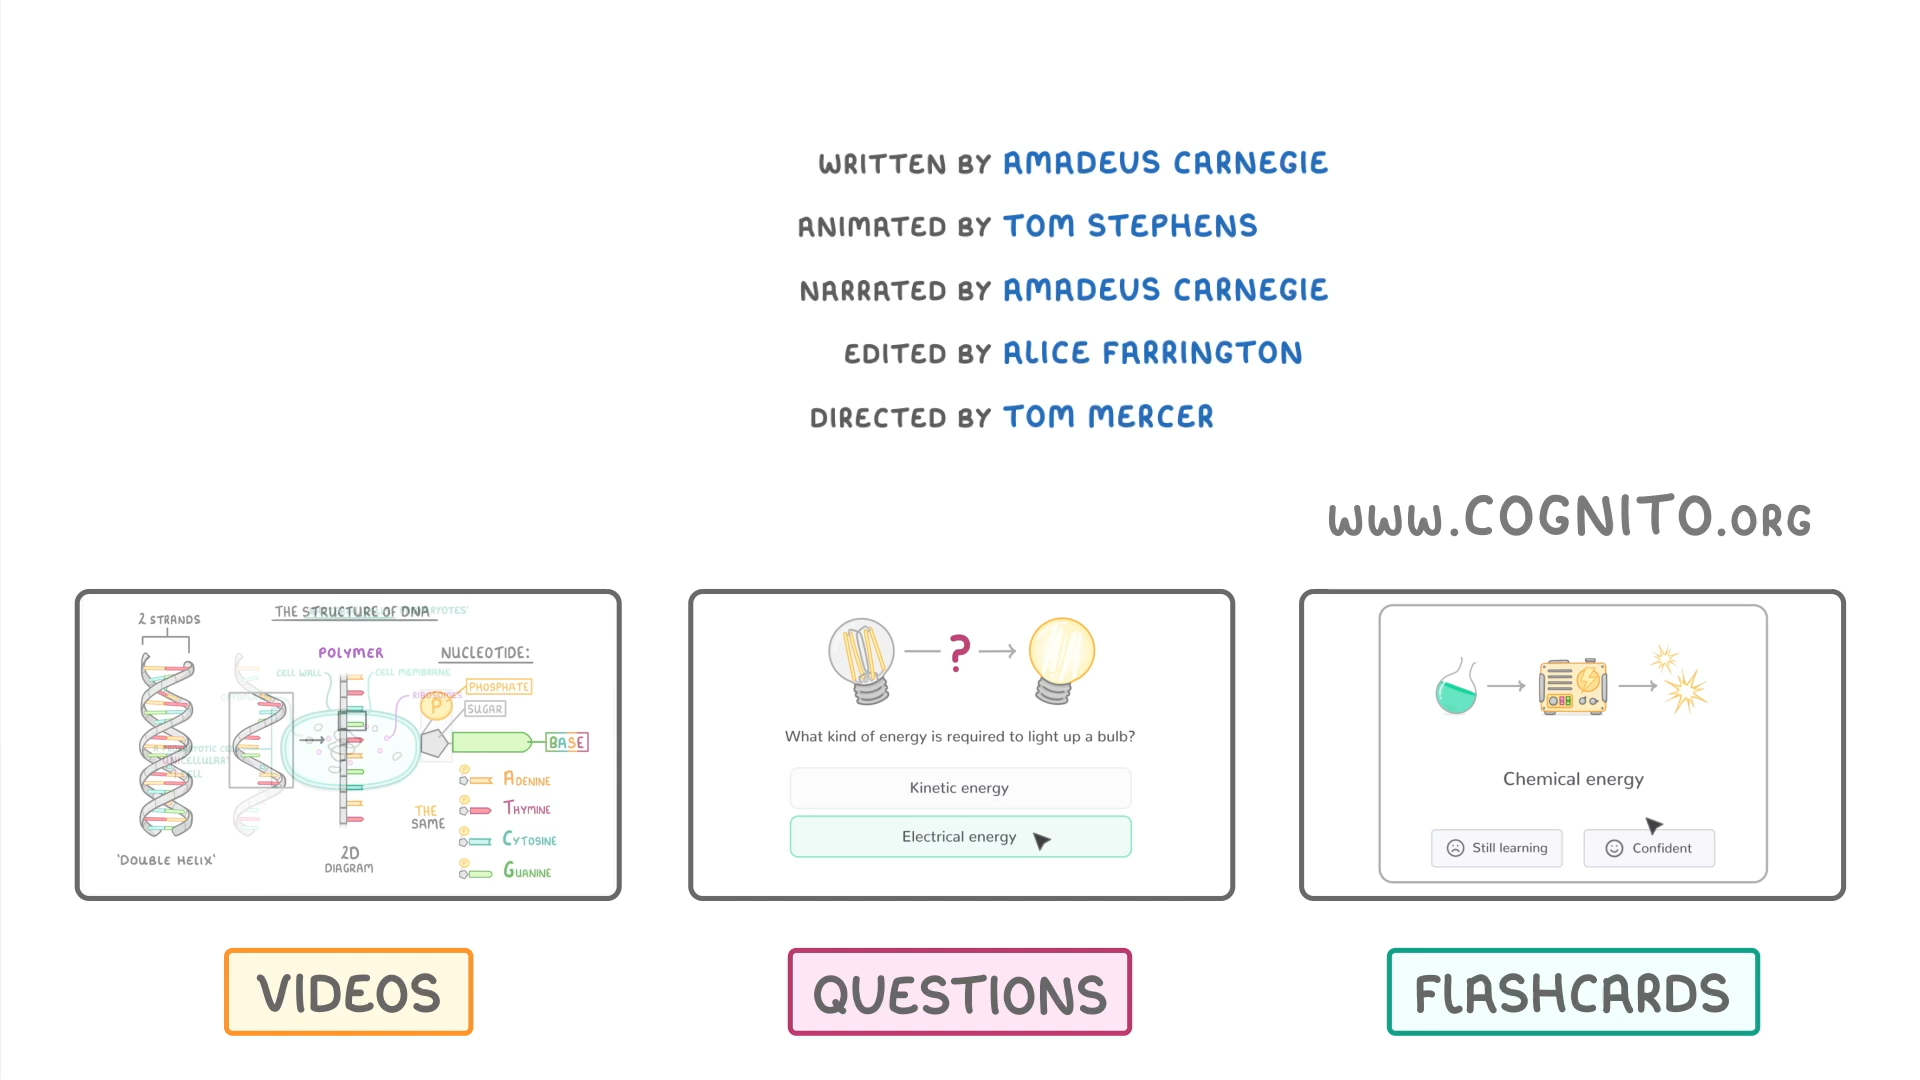 WRITTEN BY AMADEUS CARNEGIE
ANIMATED BY TOM STEPHENS
NARRATED BY AMADEUS CARNEGIE
EDITED BY ALICE FARRINGTON
DIRECTED BY TOM MERCER
WWW.COGNITO.ORG
2 STRANDS
THE STRUCTURE OF DNA
POLYMER
NUCLEOTIDE:
CELL WALL
CELL MEMBRANE
RIBOSOMES
PHOSPHATE
P
SUGAR
BASE
ADENINE
THYMINE
CYTOSINE
GUANINE
THE
SAME
'DOUBLE HELIX'
2D
DIAGRAM
?
What kind of energy is required to light up a bulb?
Kinetic energy
Electrical energy
Chemical energy
Still learning
Confident
VIDEOS
QUESTIONS
FLASHCARDS